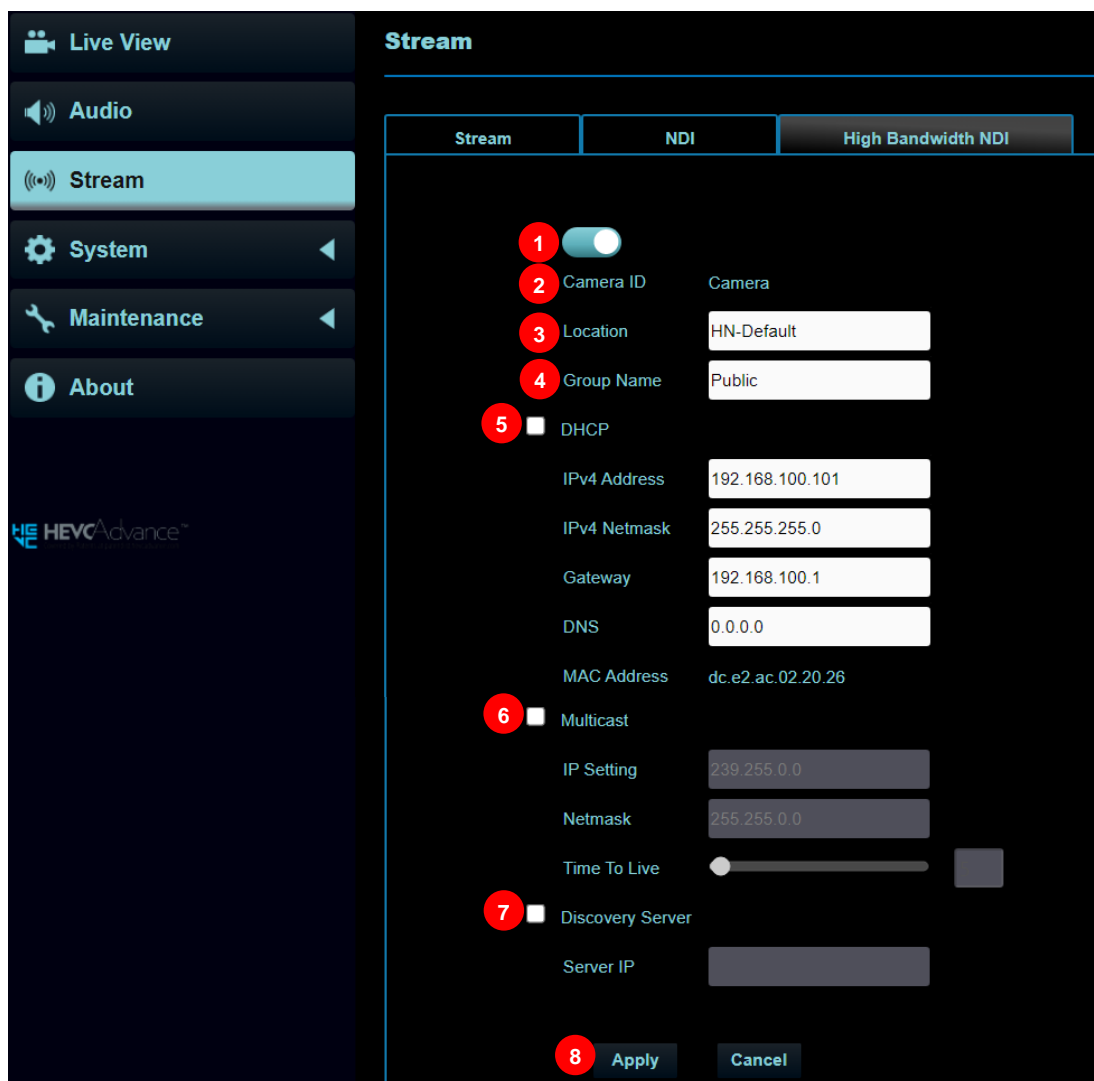 Live View
Audio
Stream
System
Maintenance
About
HEVCAdvance™
Stream
Stream NDI High Bandwidth NDI
1
2 Camera ID Camera
3 Location HN-Default
4 Group Name Public
5 DHCP
IPv4 Address 192.168.100.101
IPv4 Netmask 255.255.255.0
Gateway 192.168.100.1
DNS 0.0.0.0
MAC Address dc.e2.ac.02.20.26
6 Multicast
IP Setting 239.255.0.0
Netmask 255.255.0.0
Time To Live
7 Discovery Server
Server IP
8 Apply Cancel